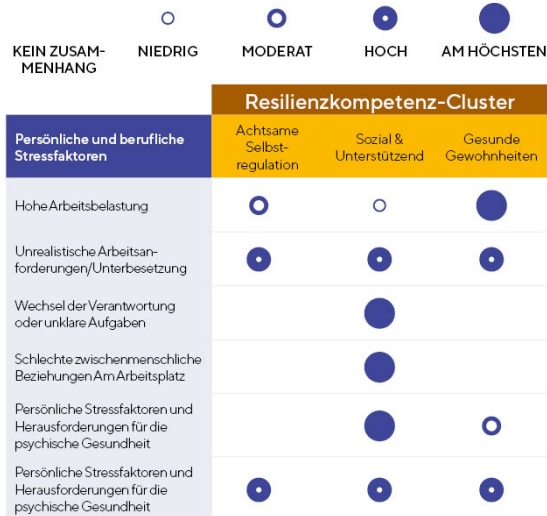 KEIN ZUSAM-
MENHANG
NIEDRIG
MODERAT
HOCH
AM HÖCHSTEN
Resilienzkompetenz-Cluster
Persönliche und berufliche
Stressfaktoren
Achtsame
Selbst-
regulation
Sozial &
Unterstützend
Gesunde
Gewohnheiten
Hohe Arbeitsbelastung
Unrealistische Arbeitsan-
forderungen/Unterbesetzung
Wechsel der Verantwortung
oder unklare Aufgaben
Schlechte zwischenmenschliche
Beziehungen Am Arbeitsplatz
Persönliche Stressfaktoren und
Herausforderungen für die
psychische Gesundheit
Persönliche Stressfaktoren und
Herausforderungen für die
psychische Gesundheit